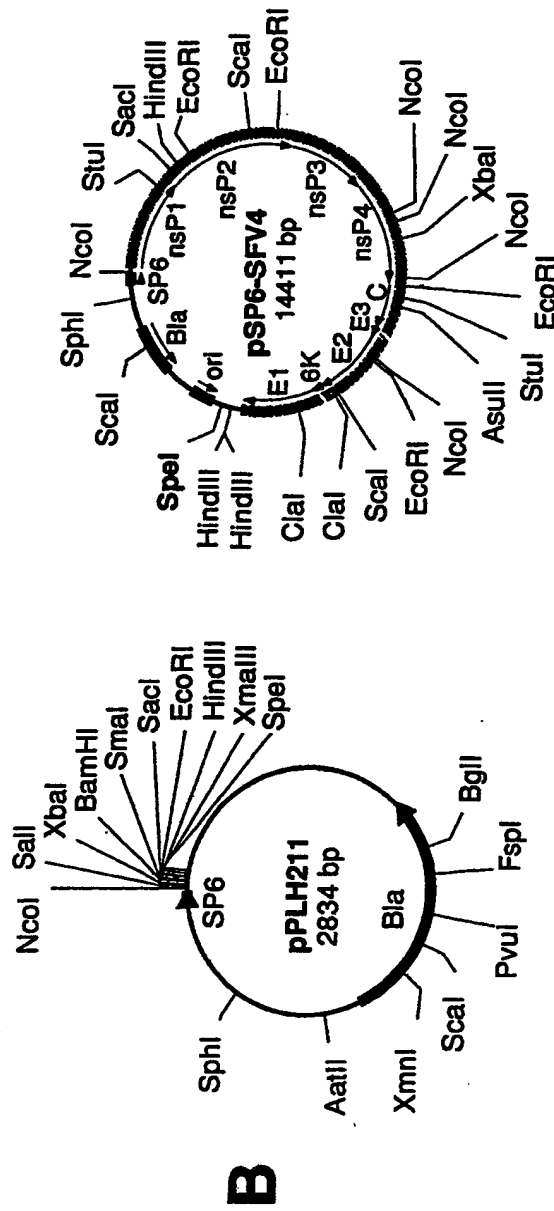 B
NcoI
SalI
XbaI
BamHI
SmaI
SacI
EcoRI
HindIII
XmaIII
SpeI
SP6
pPLH211
2834 bp
Bla
BglI
FspI
PvuI
ScaI
XmnI
AatII
SphI
SphI
NcoI
StuI
SacI
HindIII
EcoRI
ScaI
EcoRI
NcoI
NcoI
XbaI
NcoI
EcoRI
StuI
AsuII
NcoI
EcoRI
ScaI
ClaI
ClaI
HindIII
HindIII
SpeI
ScaI
SP6
nsP1
nsP2
nsP3
nsP4
C
E3
E2
6K
E1
ori
Bla
pSP6-SFV4
14411 bp